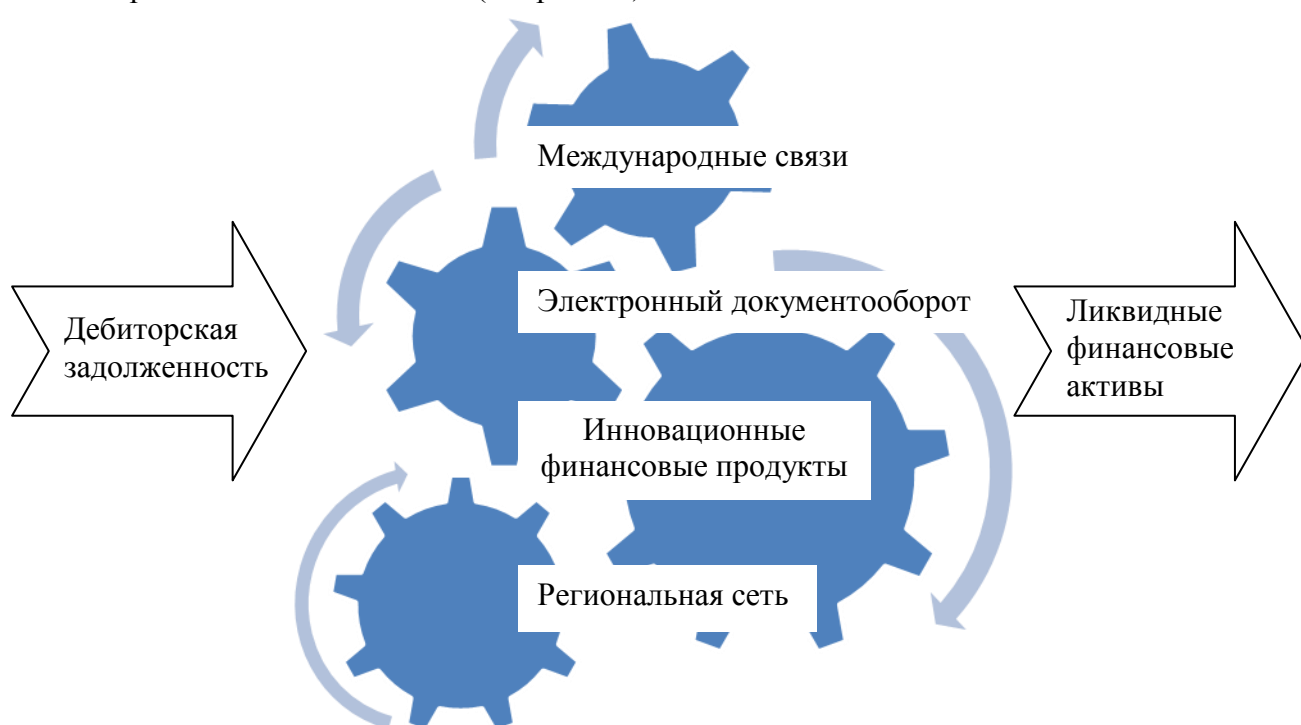 Международные связи
Электронный документооборот
Дебиторская
задолженность
Ликвидные
финансовые
активы
Инновационные
финансовые продукты
Региональная сеть